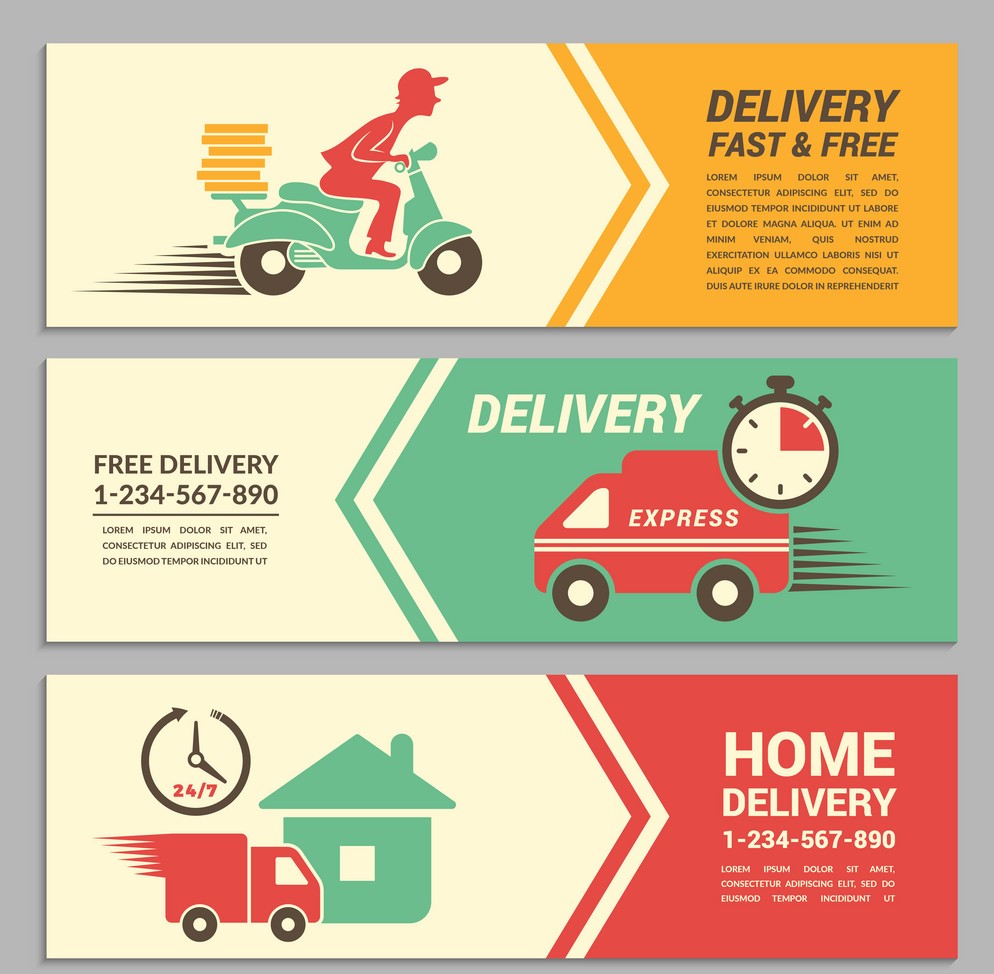 DELIVERY
FAST & FREE
LOREM IPSUM DOLOR SIT AMET,
CONSECTETUR ADIPISCING ELIT, SED DO
EIUSMOD TEMPOR INCIDIDUNT UT LABORE
ET DOLORE MAGNA ALIQUA. UT ENIM AD
MINIM VENIAM, QUIS NOSTRUD
EXERCITATION ULLAMCO LABORIS NISI UT
ALIQUIP EX EA COMMODO CONSEQUAT.
DUIS AUTE IRURE DOLOR IN REPREHENDERIT
FREE DELIVERY
1-234-567-890
LOREM IPSUM DOLOR SIT AMET,
CONSECTETUR ADIPISCING ELIT, SED
DO EIUSMOD TEMPOR INCIDIDUNT UT
DELIVERY
EXPRESS
24/7
HOME
DELIVERY
1-234-567-890
LOREM IPSUM DOLOR SIT AMET,
CONSECTETUR ADIPISCING ELIT, SED DO
EIUSMOD TEMPOR INCIDIDUNT UT